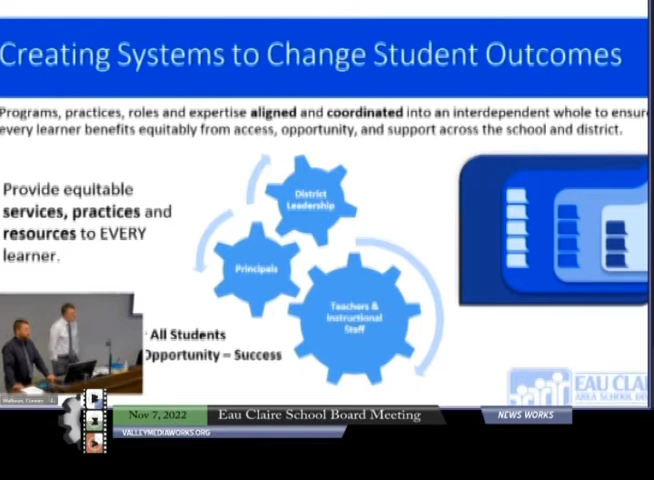 Creating Systems to Change Student Outcomes
Programs, practices, roles and expertise aligned and coordinated into an interdependent whole to ensure
every learner benefits equitably from access, opportunity, and support across the school and district.
Provide equitable
services, practices and
resources to EVERY
learner.
District
Leadership
Principals
Teachers &
Instructional
Staff
All Students
Opportunity = Success
EAU CLAI
AREA SCHOOL
Nov 7, 2022
Eau Claire School Board Meeting
NEWS WORKS
VALLEYMEDIAWORKS.ORG